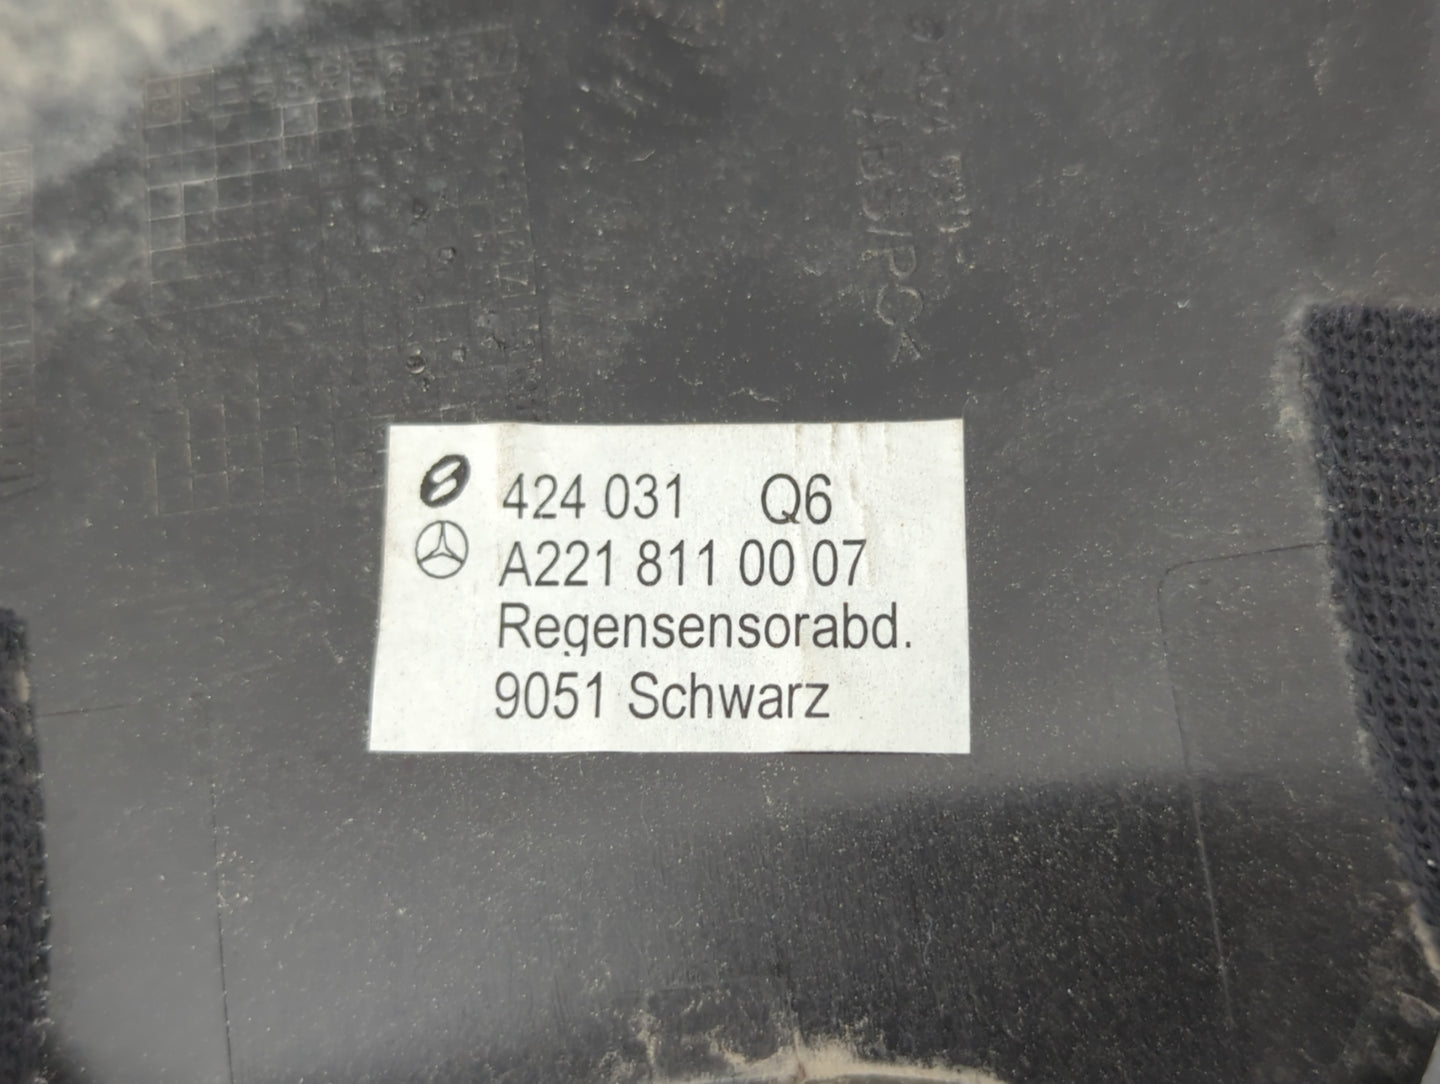 424 031 Q6
A221 811 00 07
Regensensorabd.
9051 Schwarz